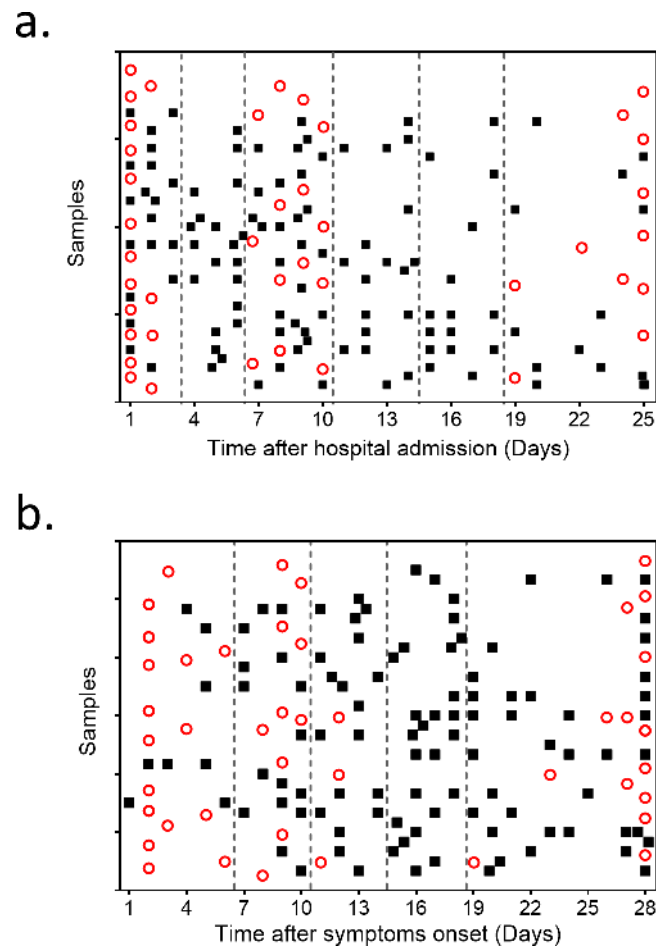 a.
Samples
1 4 7 10 13 16 19 22 25
Time after hospital admission (Days)
b.
Samples
1 4 7 10 13 16 19 22 25 28
Time after symptoms onset (Days)